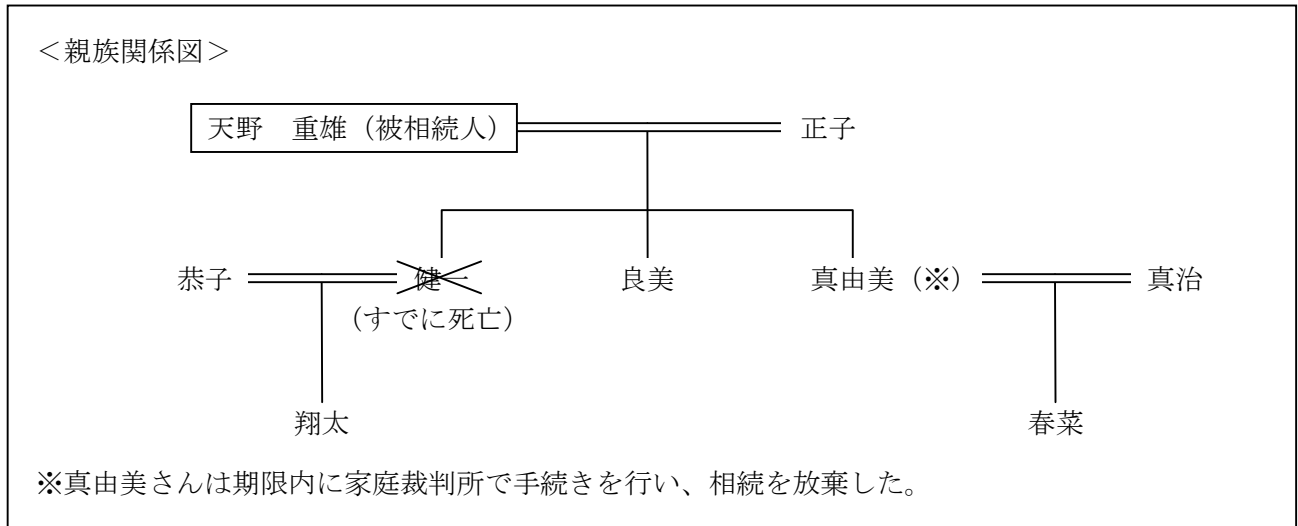 ＜親族関係図＞
天野　重雄（被相続人）　正子
恭子　健一　良美　真由美（※）　真治
（すでに死亡）
翔太　春菜
※真由美さんは期限内に家庭裁判所で手続きを行い、相続を放棄した。